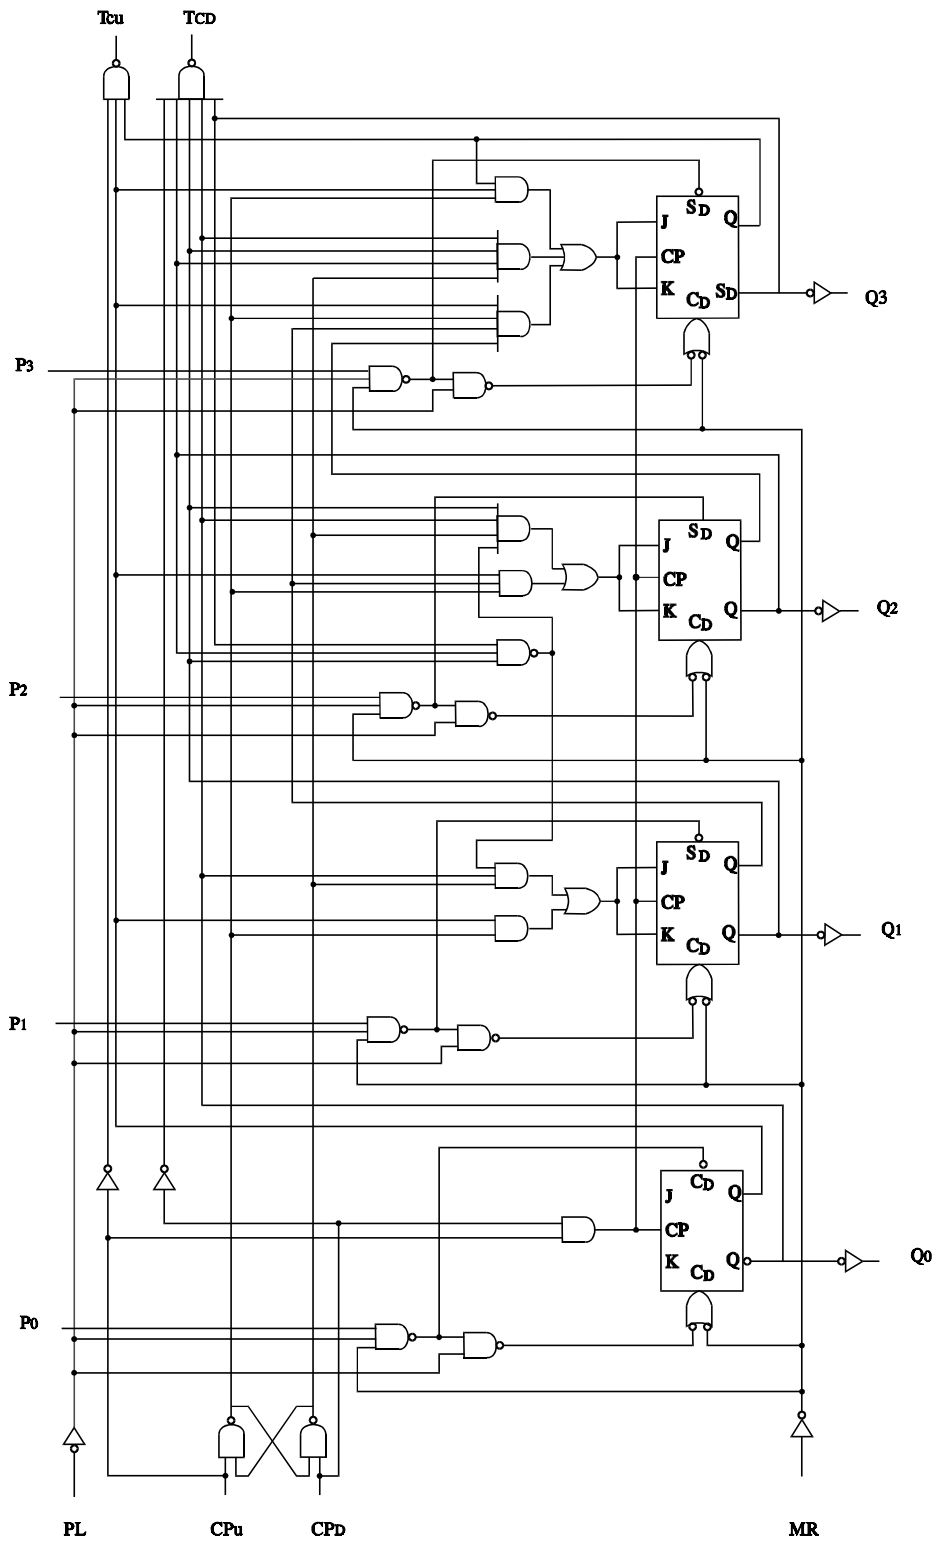 Tcu TCD
SD
J Q
CP
K SD Q3
CD
P3
SD
J Q
CP
K Q Q2
CD
P2
SD
J Q
CP
K Q Q1
CD
P1
CD
J Q
CP
K Q Q0
CD
P0
PL CPu CPD MR